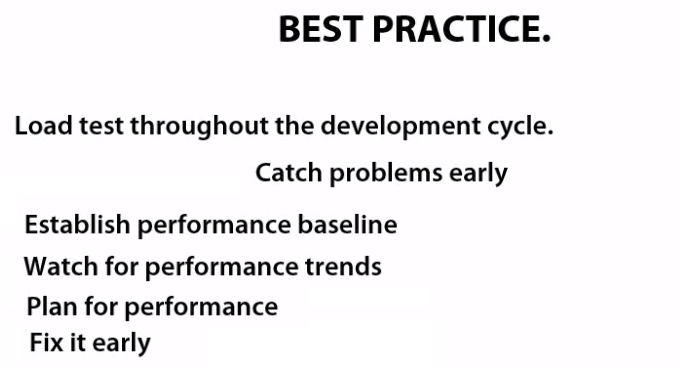 BEST PRACTICE.
Load test throughout the development cycle.
Catch problems early
Establish performance baseline
Watch for performance trends
Plan for performance
Fix it early